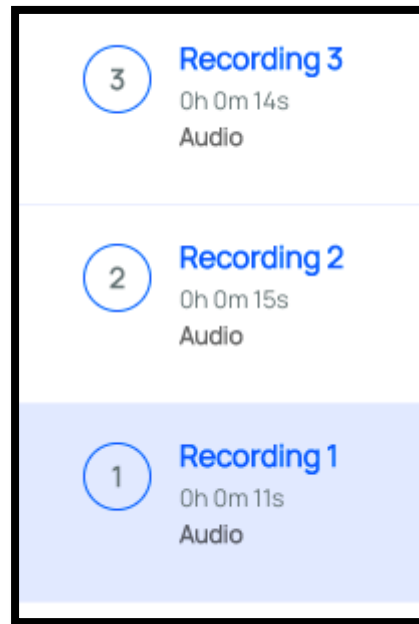 3
Recording 3
0h 0m 14s
Audio
2
Recording 2
0h 0m 15s
Audio
1
Recording 1
0h 0m 11s
Audio